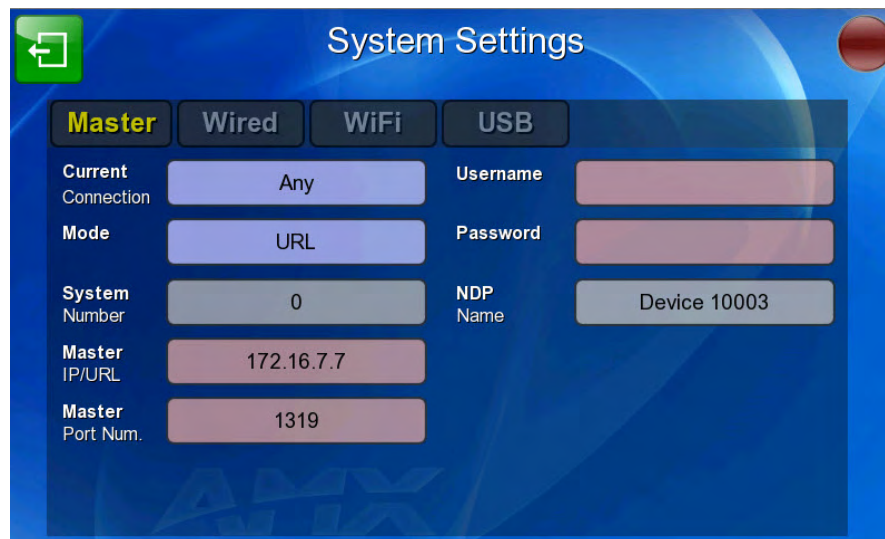 System Settings
Master Wired WiFi USB
Current
Connection
Any
Username
Mode
URL
Password
System
Number
0
NDP
Name
Device 10003
Master
IP/URL
172.16.7.7
Master
Port Num.
1319
AMX